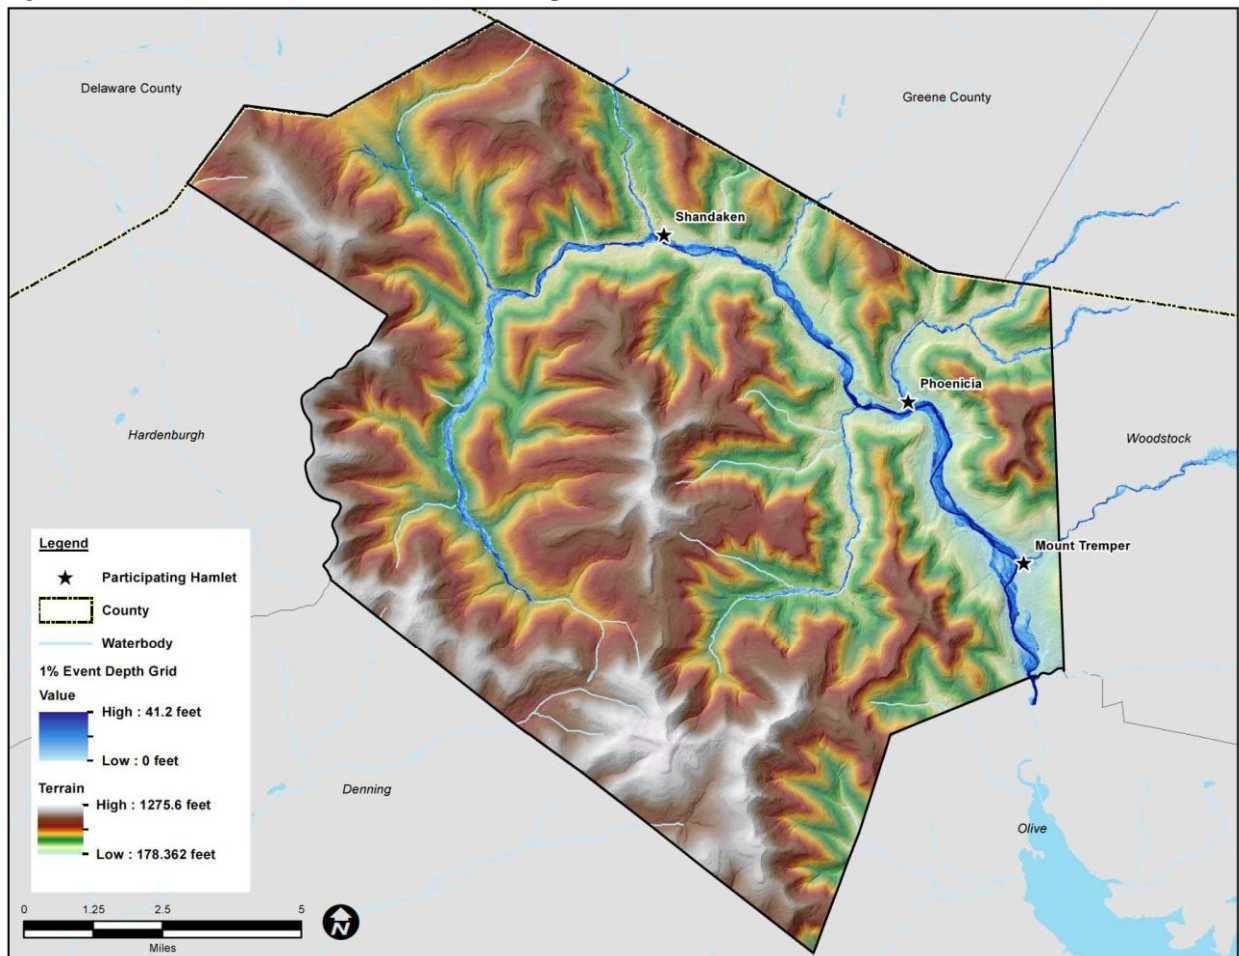 Delaware County
Greene County
Shandaken
Phoenicia
Hardenburgh
Woodstock
Mount Tremper
Legend
Participating Hamlet
County
Waterbody
1% Event Depth Grid
Value
High : 41.2 feet
Low : 0 feet
Terrain
High : 1275.6 feet
Low : 178.362 feet
Denning
Olive
0 1.25 2.5 5
Miles
N